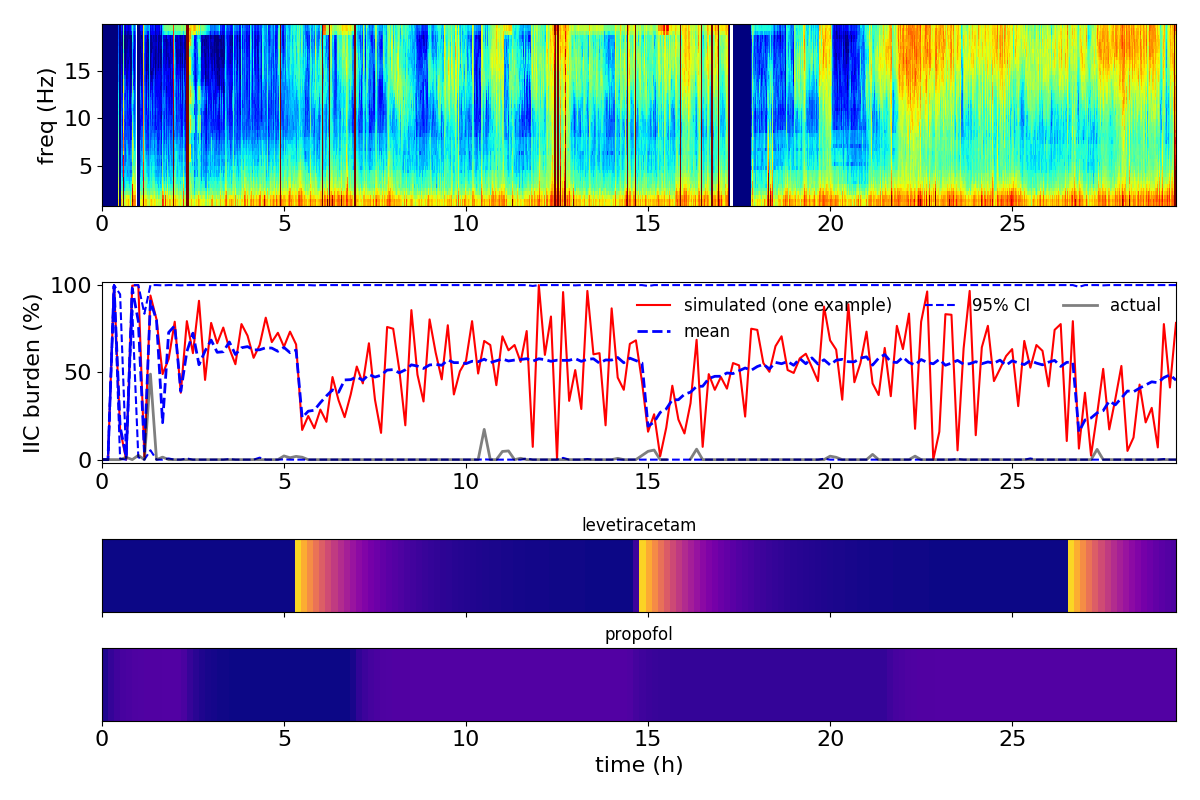 freq (Hz)
15
10
5
0 5 10 15 20 25
IIC burden (%)
100
50
0
simulated (one example) 95% CI actual
mean
0 5 10 15 20 25
levetiracetam
propofol
0 5 10 15 20 25
time (h)